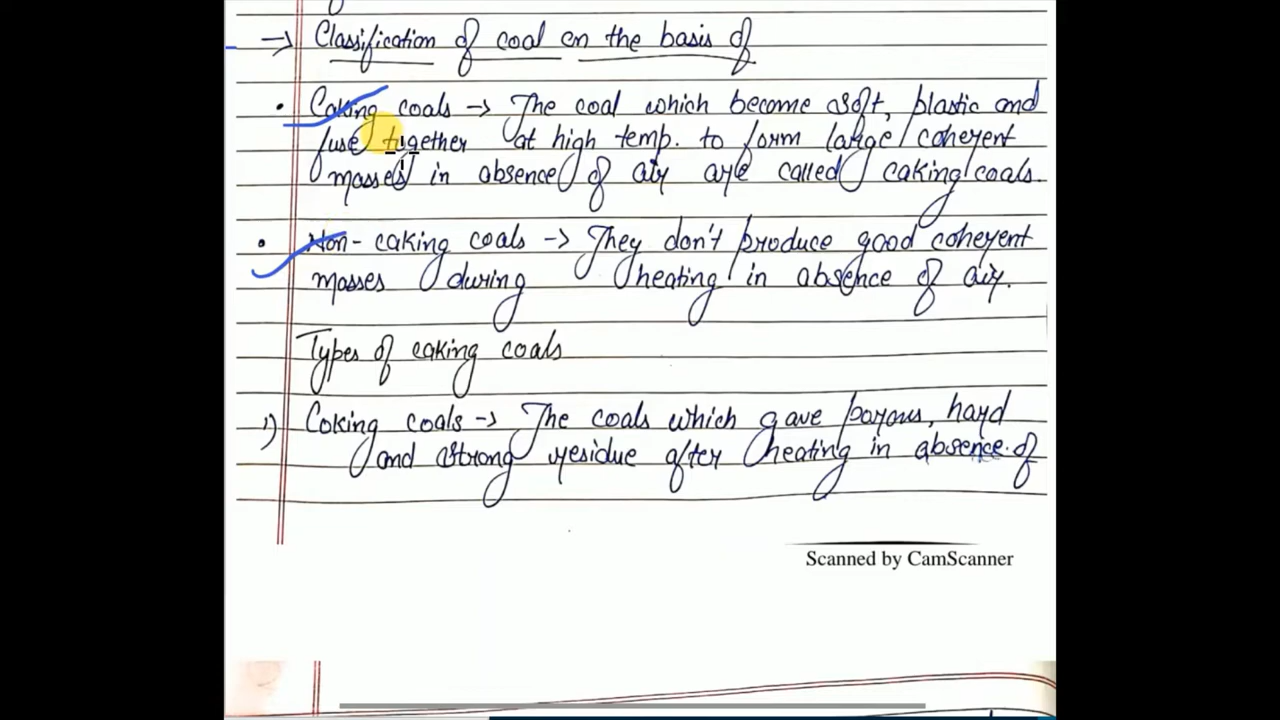 → Classification of coal on the basis of
• Caking coals → The coal which become soft, plastic and
fuse together at high temp. to form large coherent
masses in absence of air are called caking coals.
• Non-caking coals → They don't produce good coherent
masses during heating in absence of air.
Types of caking coals
1) Coking coals → The coals which gave porous, hard
and strong residue after heating in absence of
Scanned by CamScanner